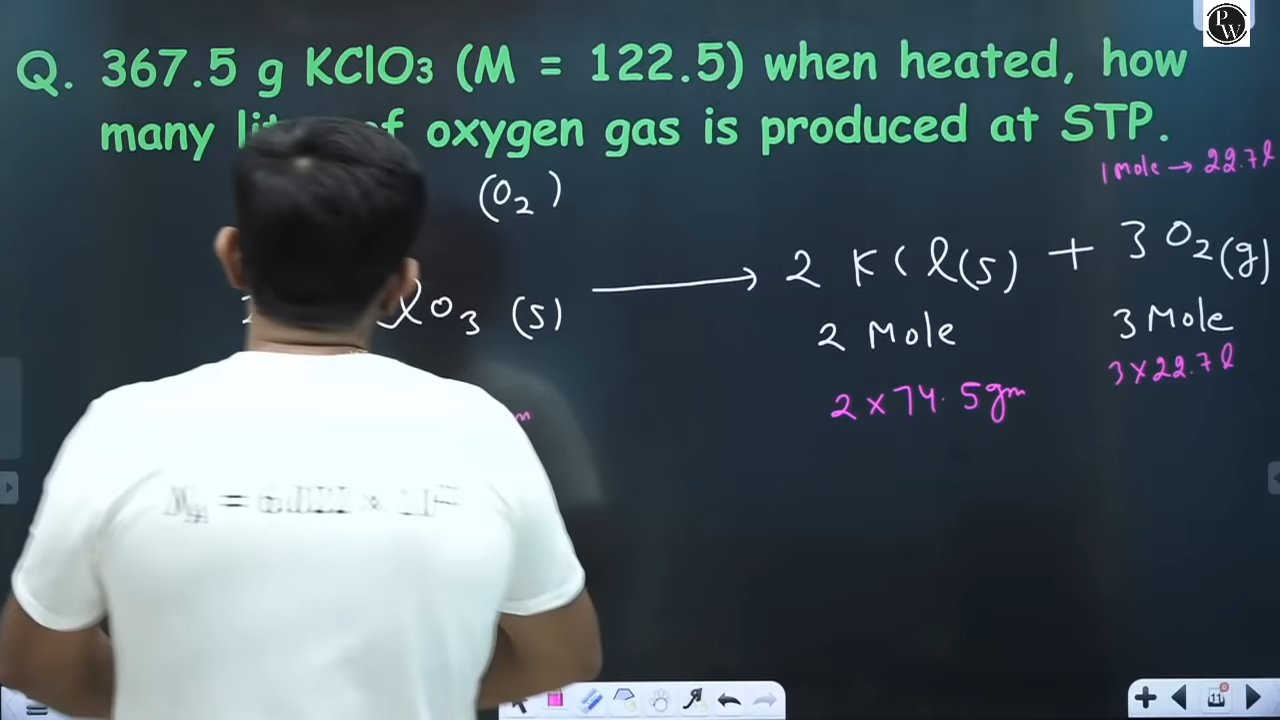 PW
Q. 367.5 g KClO₃ (M = 122.5) when heated, how
many of oxygen gas is produced at STP.
1 Mole → 22.7 l
(O₂)
lO₃ (s) ⟶ 2 KCl(s) + 3 O₂(g)
2 Mole 3 Mole
3 × 22.7 l
2 × 74.5 gm